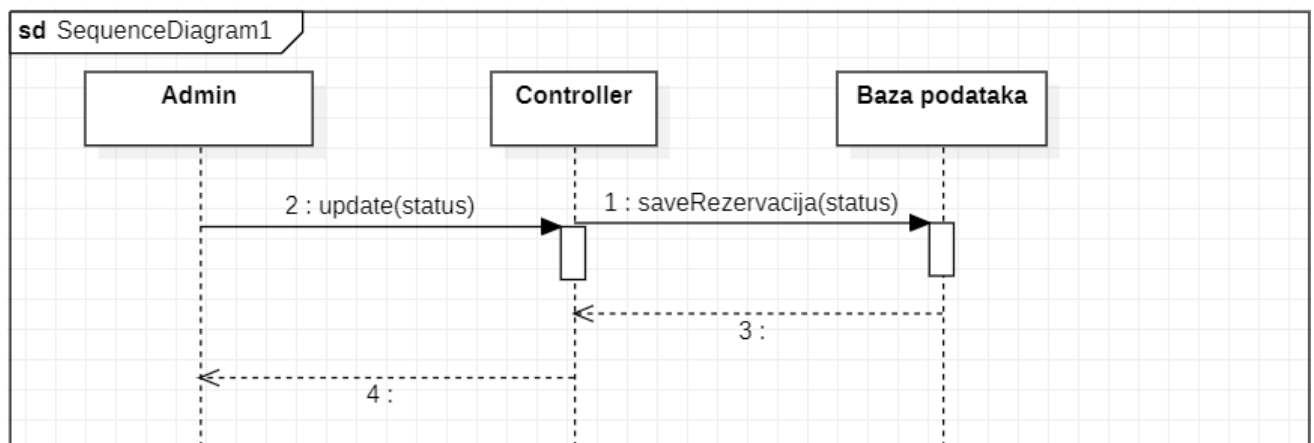 sd SequenceDiagram1
Admin
Controller
Baza podataka
2 : update(status)
1 : saveRezervacija(status)
3 :
4 :